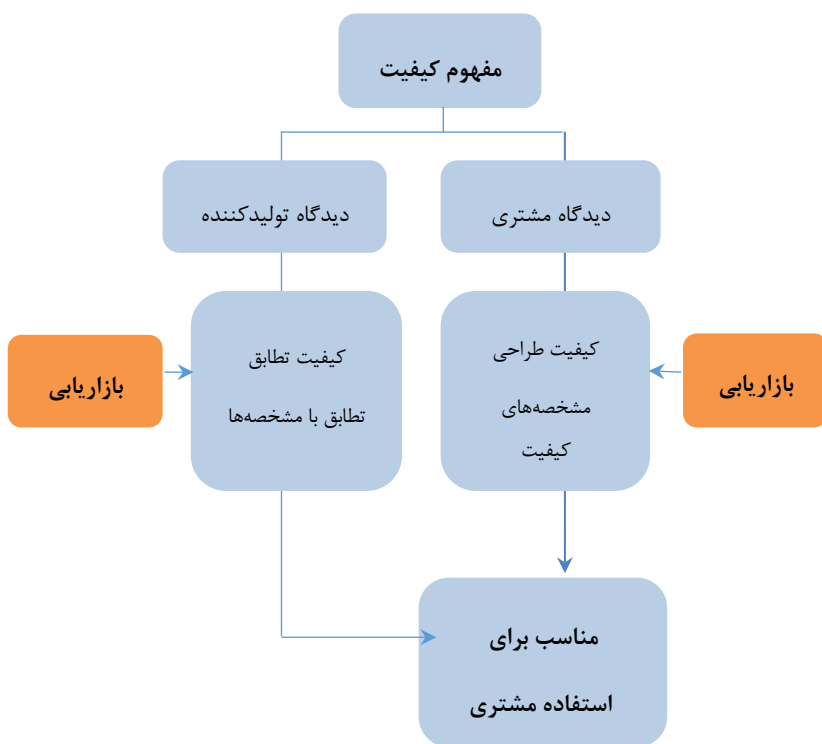 مفهوم کیفیت
دیدگاه مشتری
دیدگاه تولیدکننده
کیفیت طراحی
مشخصه‌های
کیفیت
بازاریابی
کیفیت تطابق
تطابق با مشخصه‌ها
بازاریابی
مناسب برای
استفاده مشتری